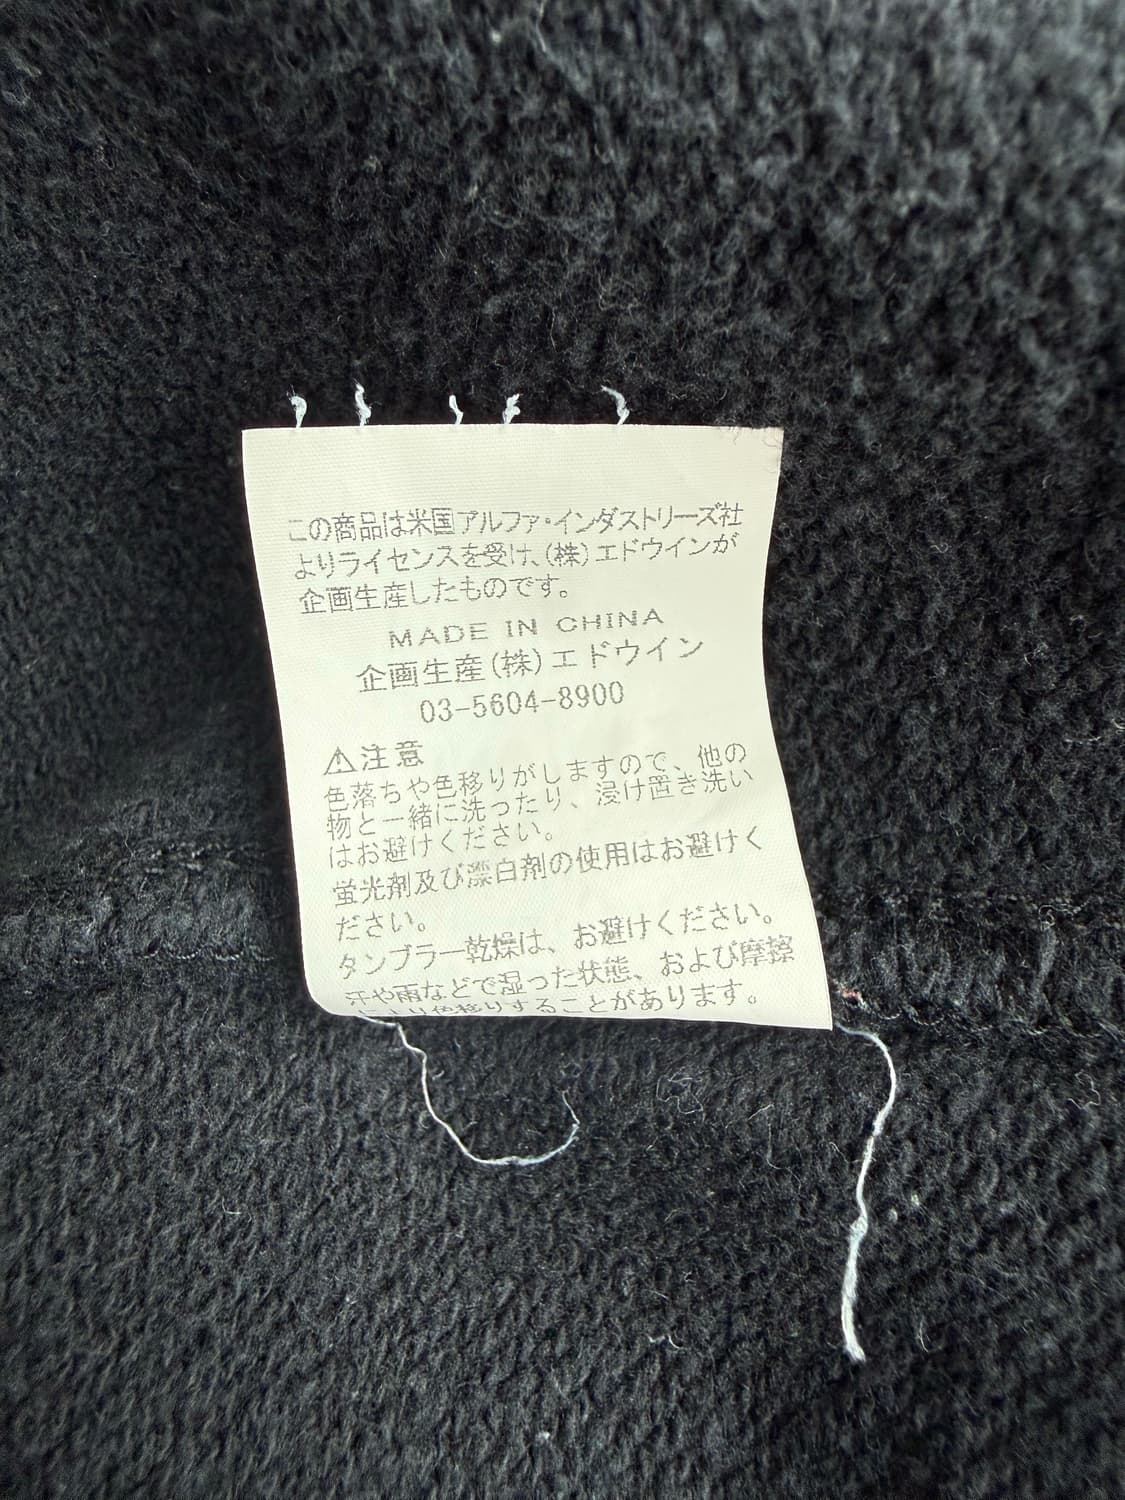 この商品は米国アルファ・インダストリーズ社
よりライセンスを受け、(株)エドウインが
企画生産したものです。
MADE IN CHINA
企画生産(株)エドウイン
03-5604-8900
⚠注意
色落ちや色移りがしますので、他の
物と一緒に洗ったり、浸け置き洗い
はお避けください。
蛍光剤及び漂白剤の使用はお避けく
ださい。
タンブラー乾燥は、お避けください。
汗や雨などで湿った状態、および摩擦
により色移りすることがあります。